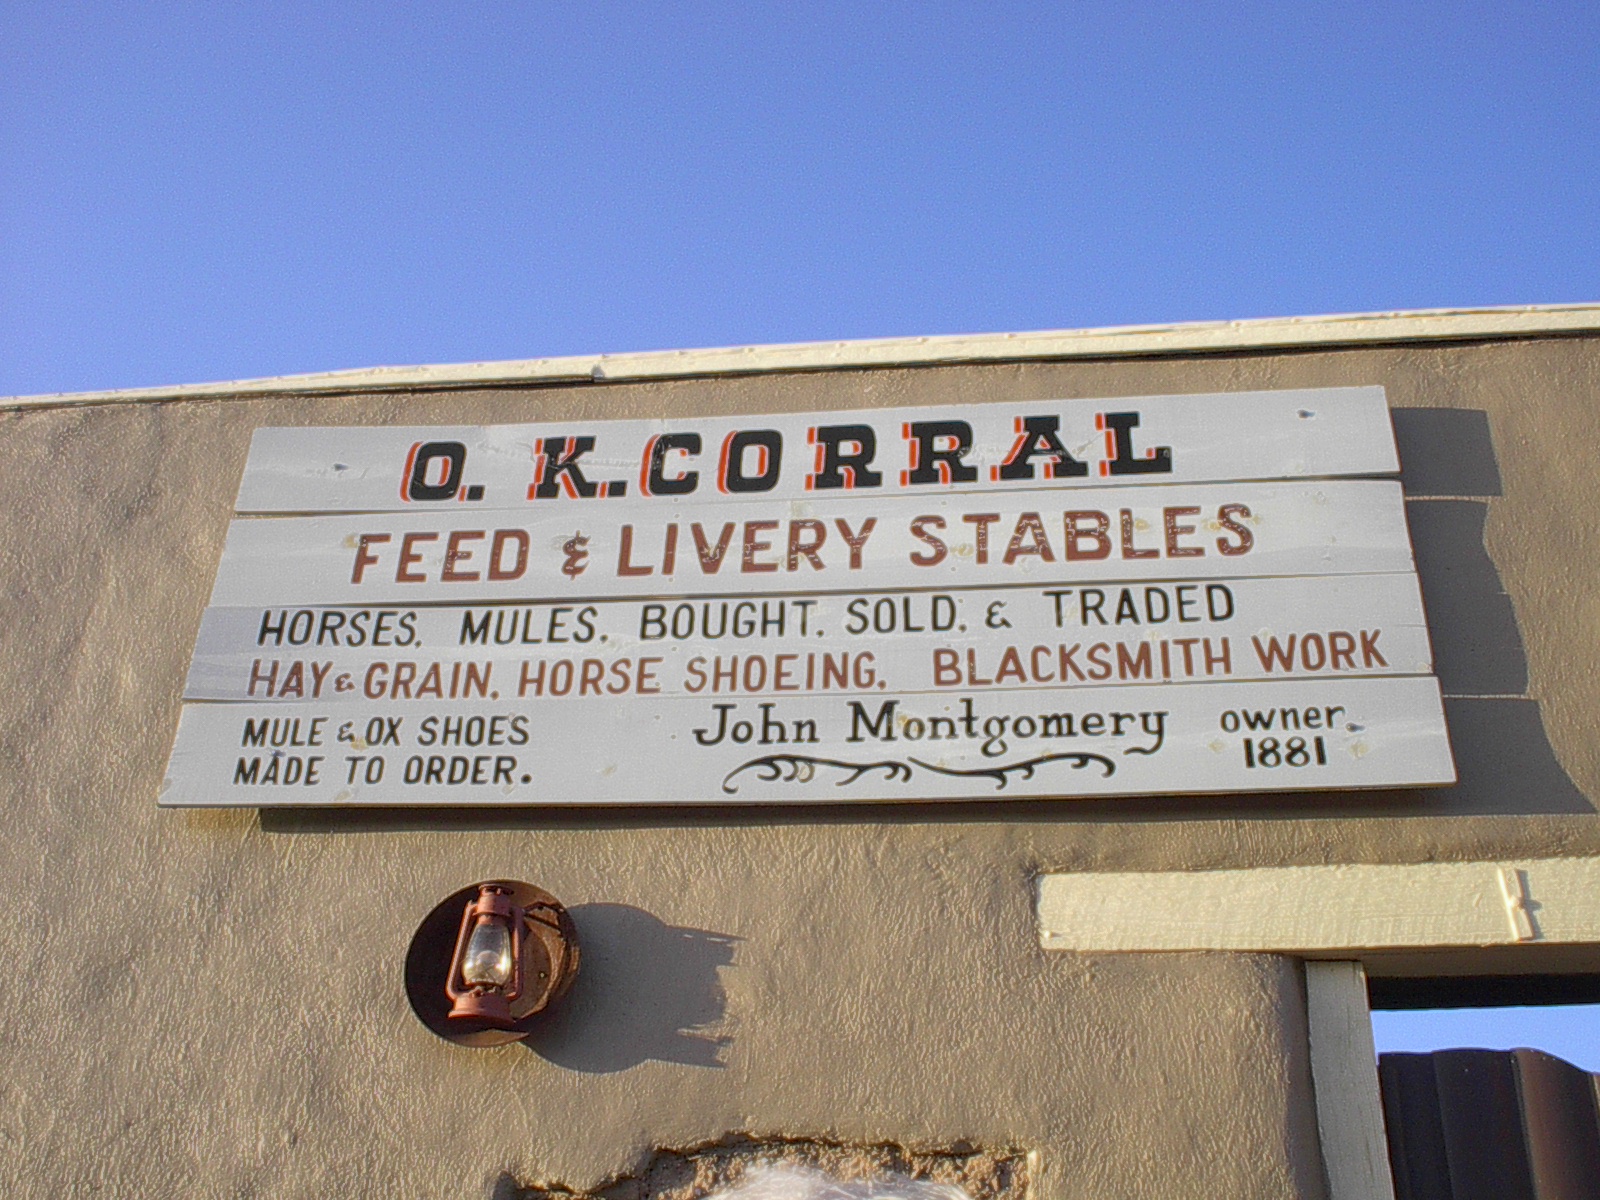 O. K. CORRAL
FEED & LIVERY STABLES
HORSES, MULES, BOUGHT, SOLD, & TRADED
HAY & GRAIN, HORSE SHOEING, BLACKSMITH WORK
MULE & OX SHOES
MADE TO ORDER.
John Montgomery owner
1881